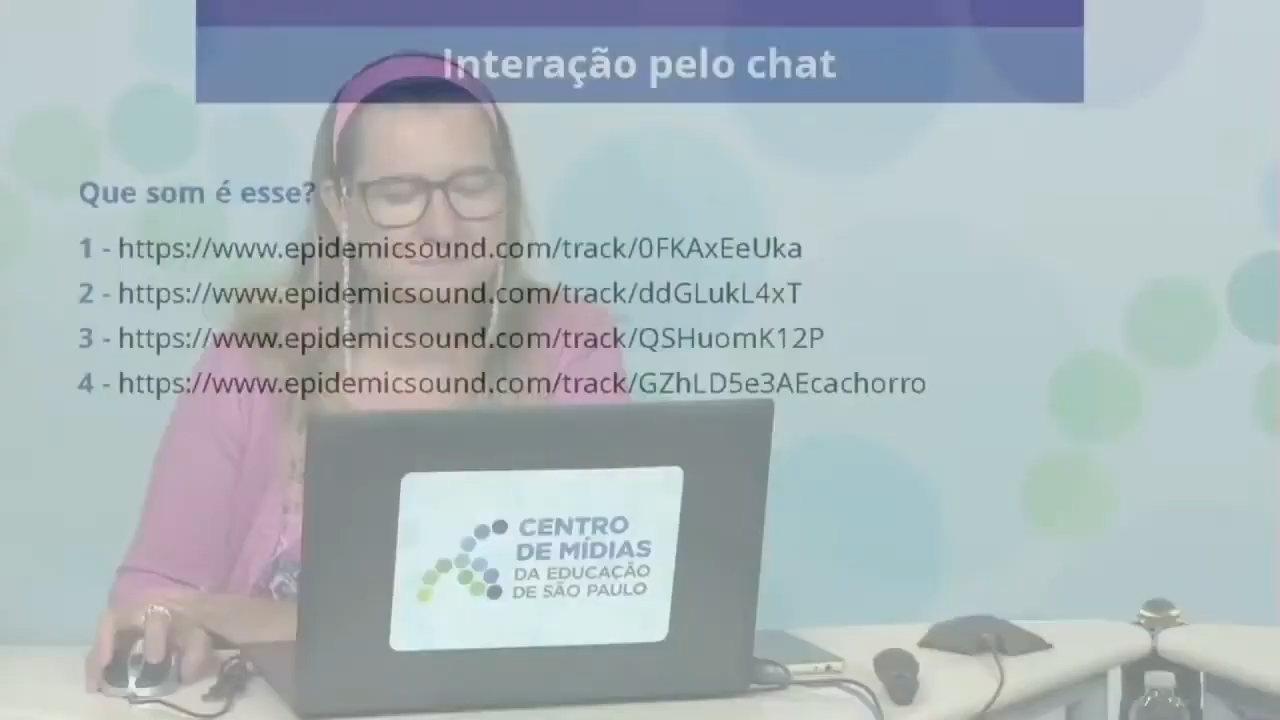 Interação pelo chat
Que som é esse?
1 - https://www.epidemicsound.com/track/0FKAxEeUka
2 - https://www.epidemicsound.com/track/ddGLukL4xT
3 - https://www.epidemicsound.com/track/QSHuomK12P
4 - https://www.epidemicsound.com/track/GZhLD5e3AEcachorro
CENTRO
DE MÍDIAS
DA EDUCAÇÃO
DE SÃO PAULO